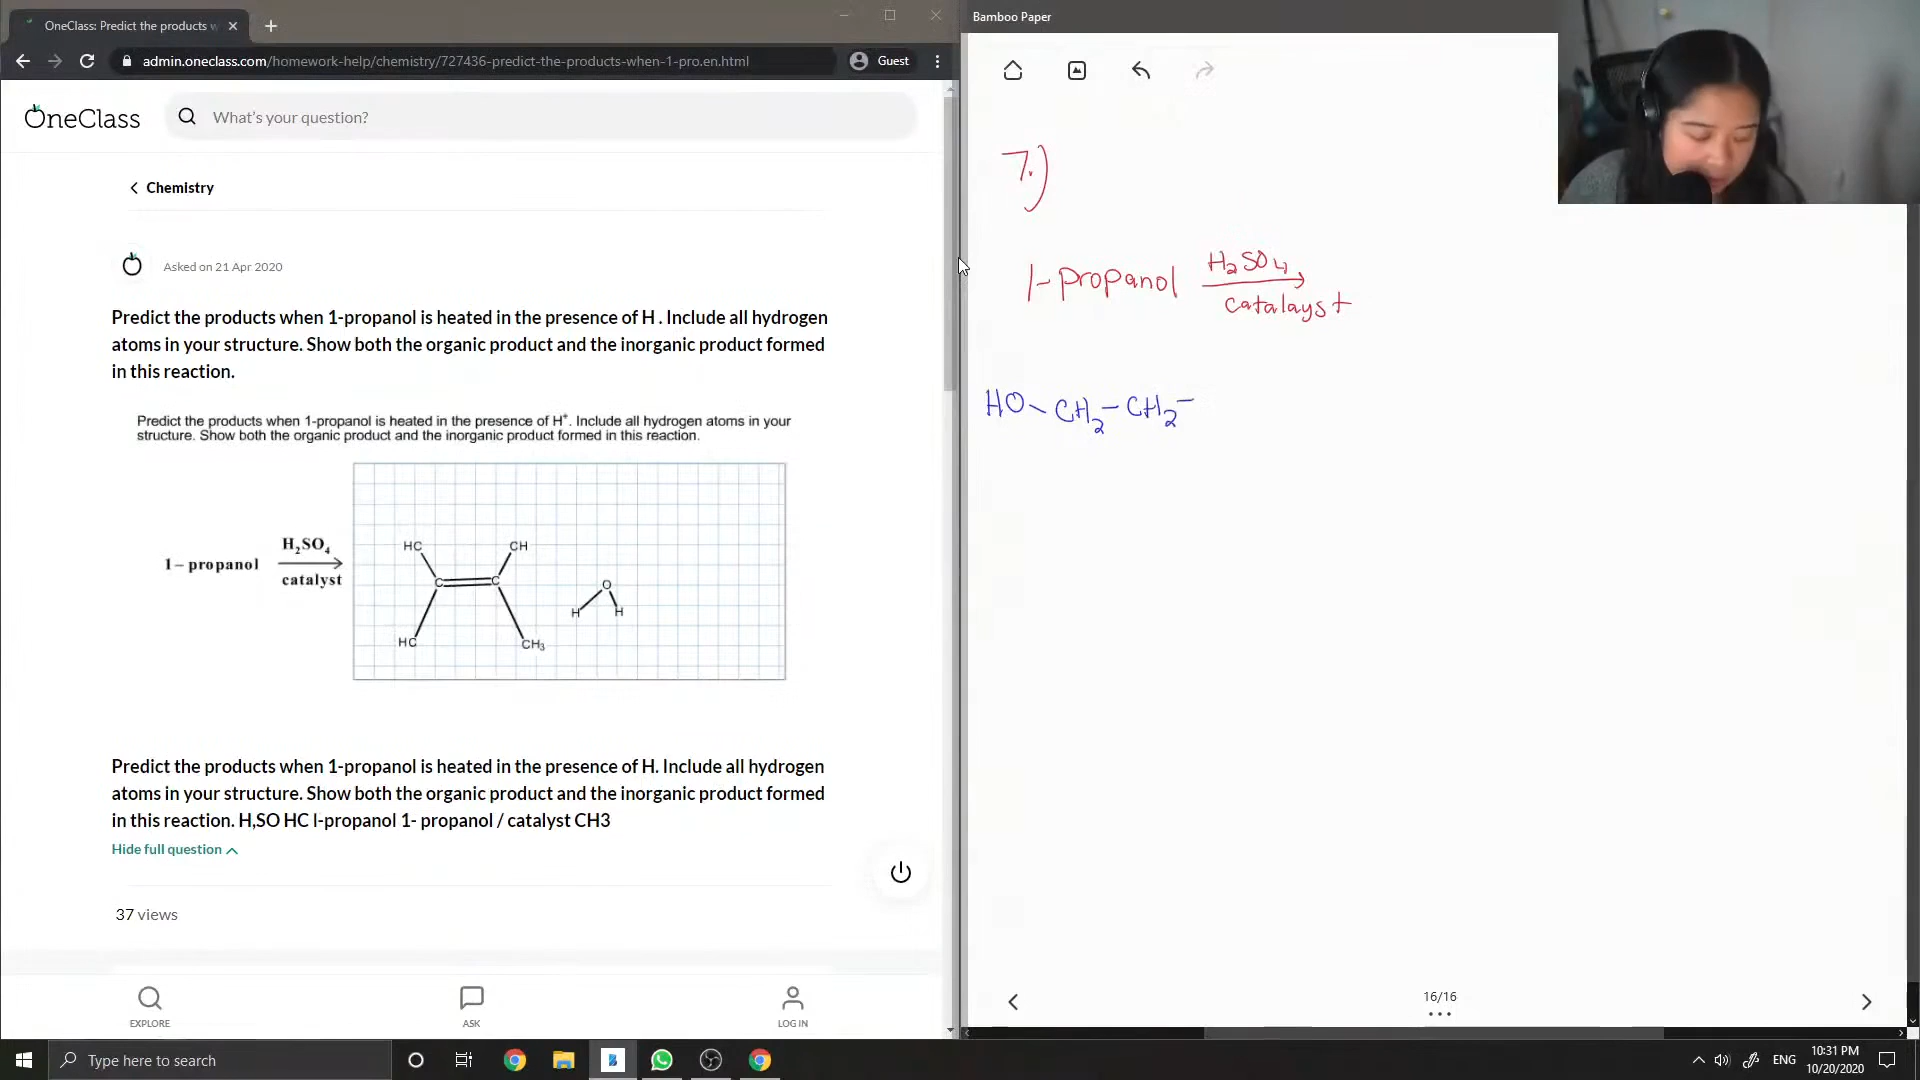 OneClass: Predict the products w
admin.oneclass.com/homework-help/chemistry/727436-predict-the-products-when-1-pro.en.html
Guest
OneClass
What's your question?
Chemistry
Asked on 21 Apr 2020
Predict the products when 1-propanol is heated in the presence of H . Include all hydrogen
atoms in your structure. Show both the organic product and the inorganic product formed
in this reaction.
Predict the products when 1-propanol is heated in the presence of H⁺. Include all hydrogen atoms in your
structure. Show both the organic product and the inorganic product formed in this reaction.
1 – propanol
H₂SO₄
catalyst
HC
CH
C
C
HC
CH₃
O
H
H
Predict the products when 1-propanol is heated in the presence of H. Include all hydrogen
atoms in your structure. Show both the organic product and the inorganic product formed
in this reaction. H,SO HC l-propanol 1- propanol / catalyst CH3
Hide full question
37 views
EXPLORE
ASK
LOG IN
Bamboo Paper
7.)
1-propanol
H₂SO₄
catalayst
HO-CH₂-CH₂-
16/16
Type here to search
ENG
10:31 PM
10/20/2020